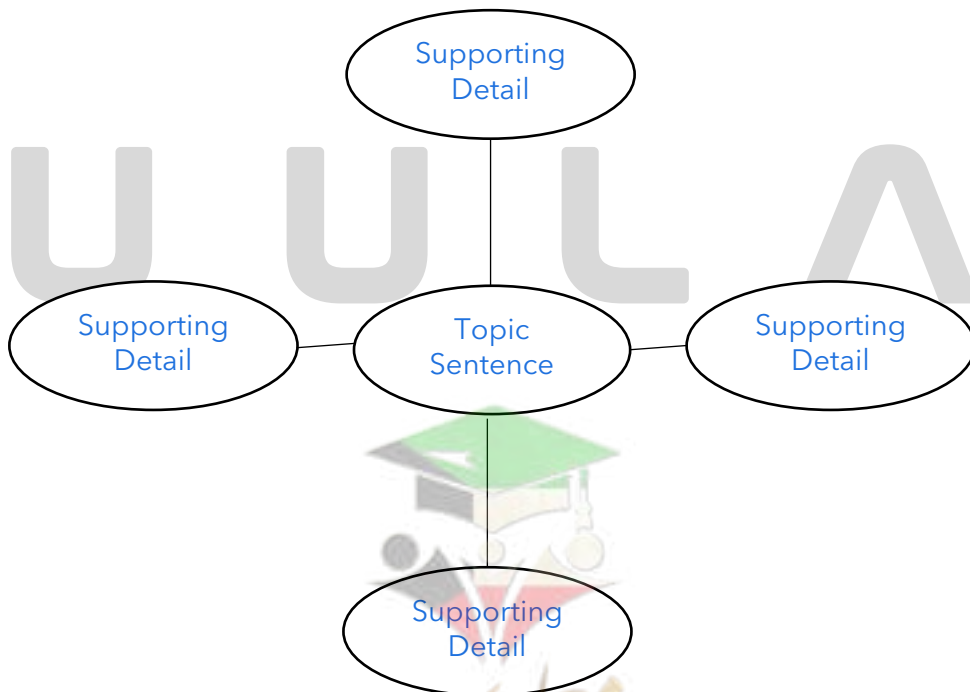 Supporting
Detail
U U L A
Supporting
Detail
Topic
Sentence
Supporting
Detail
Supporting
Detail